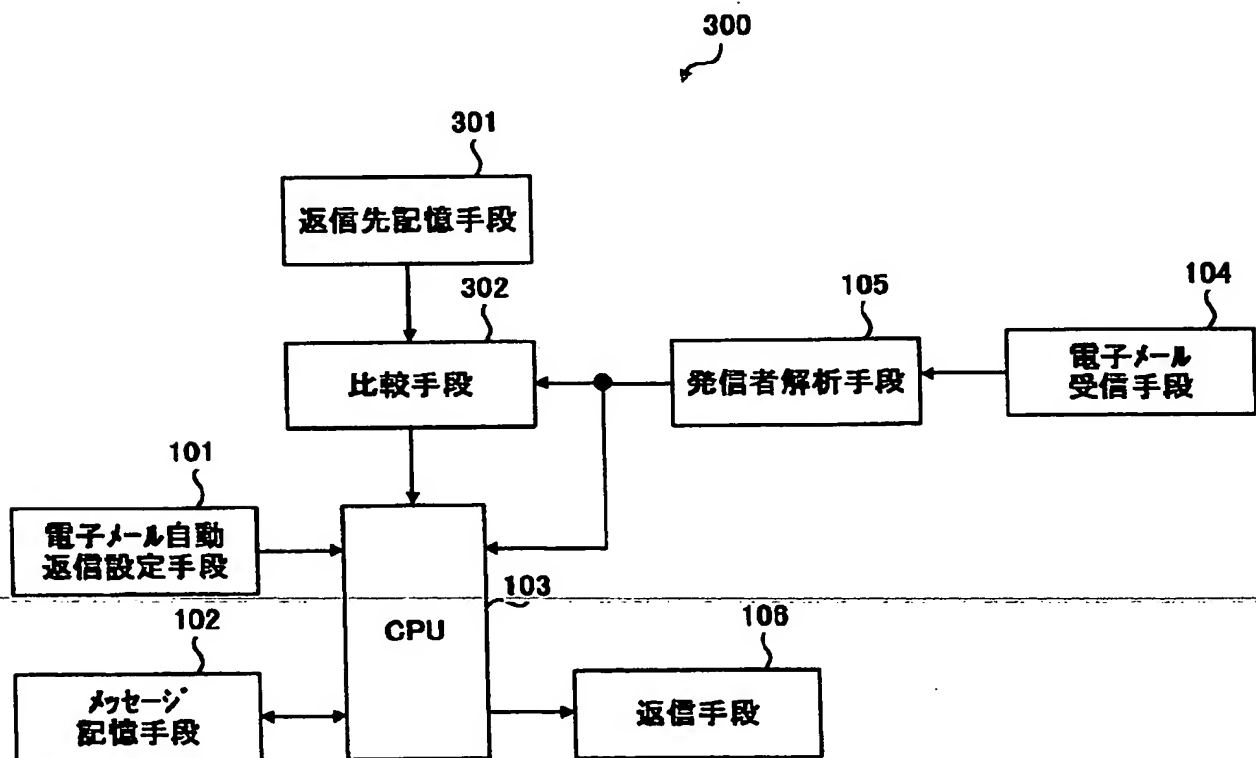 300
301
返信先記憶手段
302
比較手段
105
発信者解析手段
104
電子メール
受信手段
101
電子メール自動
返信設定手段
103
CPU
102
メッセージ
記憶手段
106
返信手段